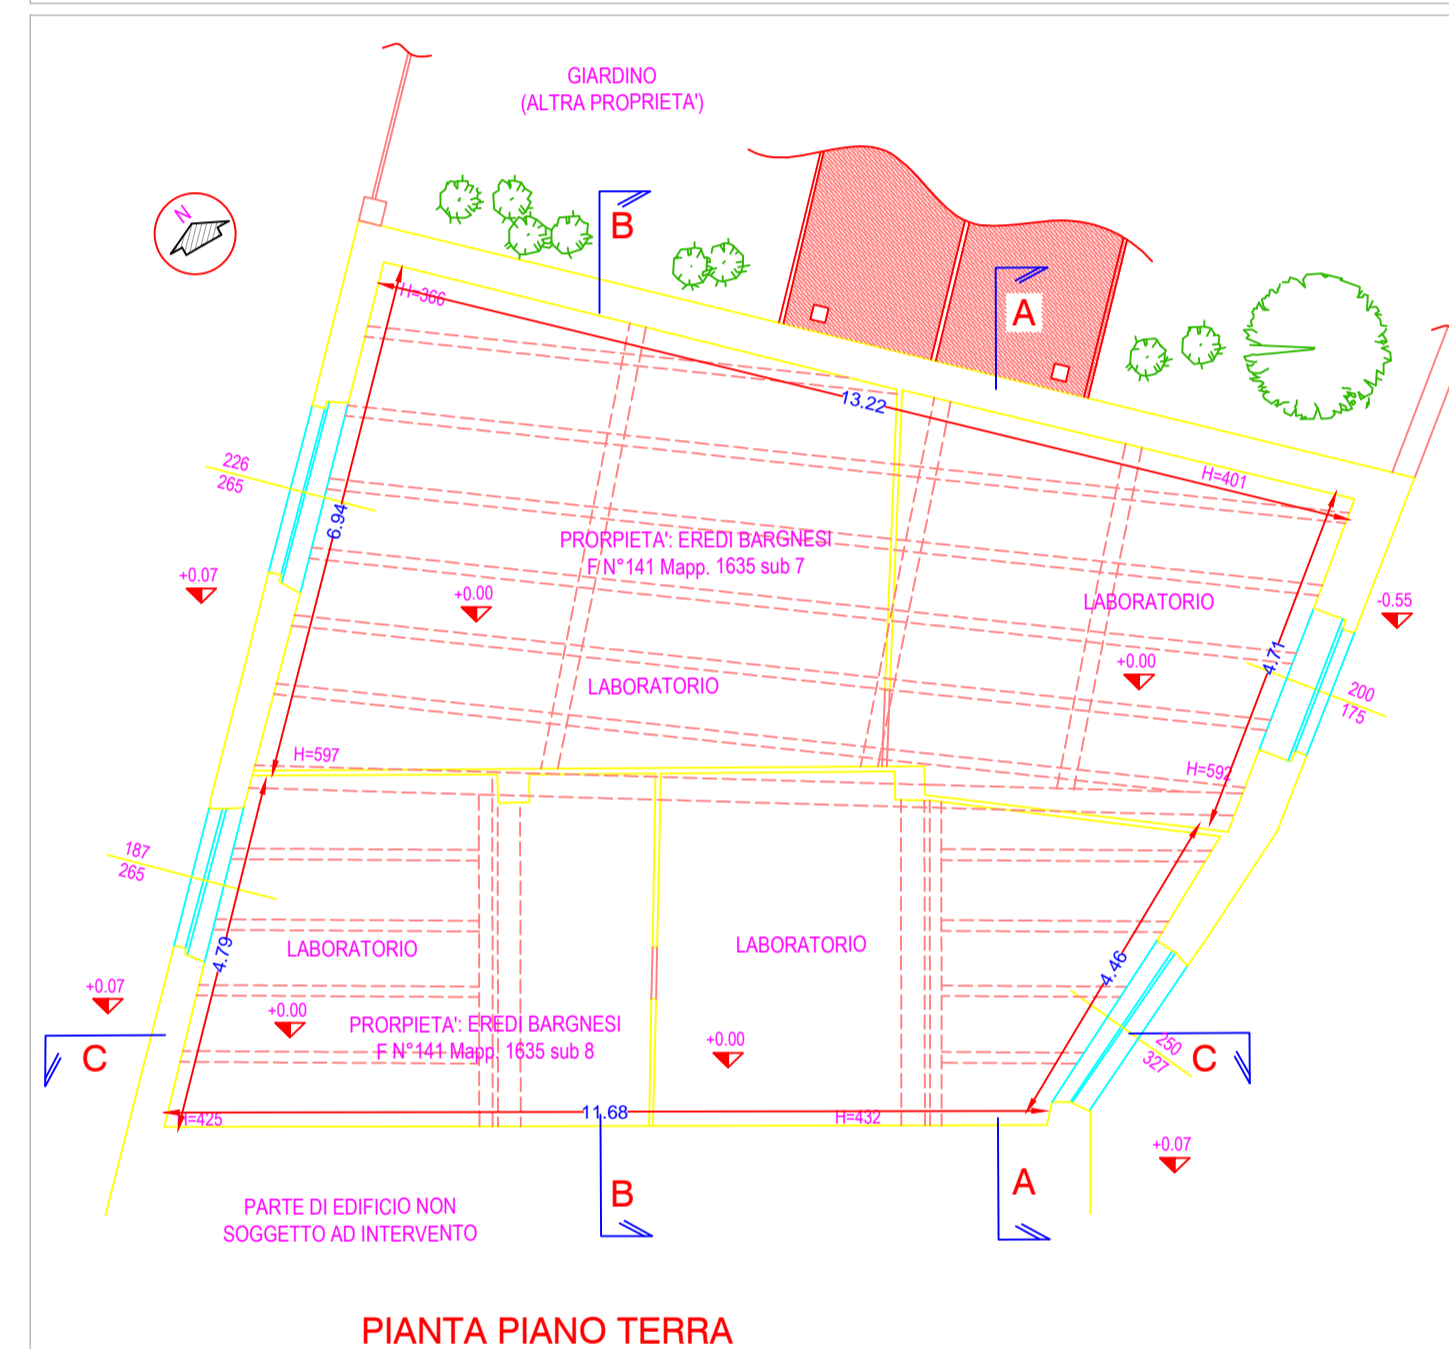 GIARDINO
(ALTRA PROPRIETA')
N
B
A
H=366
13.22
H=401
226
265
6.94
PRORPIETA': EREDI BARGNESI
F N°141 Mapp. 1635 sub 7
+0.07
+0.00
LABORATORIO
-0.55
4.71
+0.00
LABORATORIO
200
175
H=597
H=592
187
265
4.79
LABORATORIO
LABORATORIO
4.46
+0.07
+0.00
PRORPIETA': EREDI BARGNESI
F N°141 Mapp. 1635 sub 8
+0.00
C
250
327
C
H=425
11.68
H=432
+0.07
B
A
PARTE DI EDIFICIO NON
SOGGETTO AD INTERVENTO
PIANTA PIANO TERRA